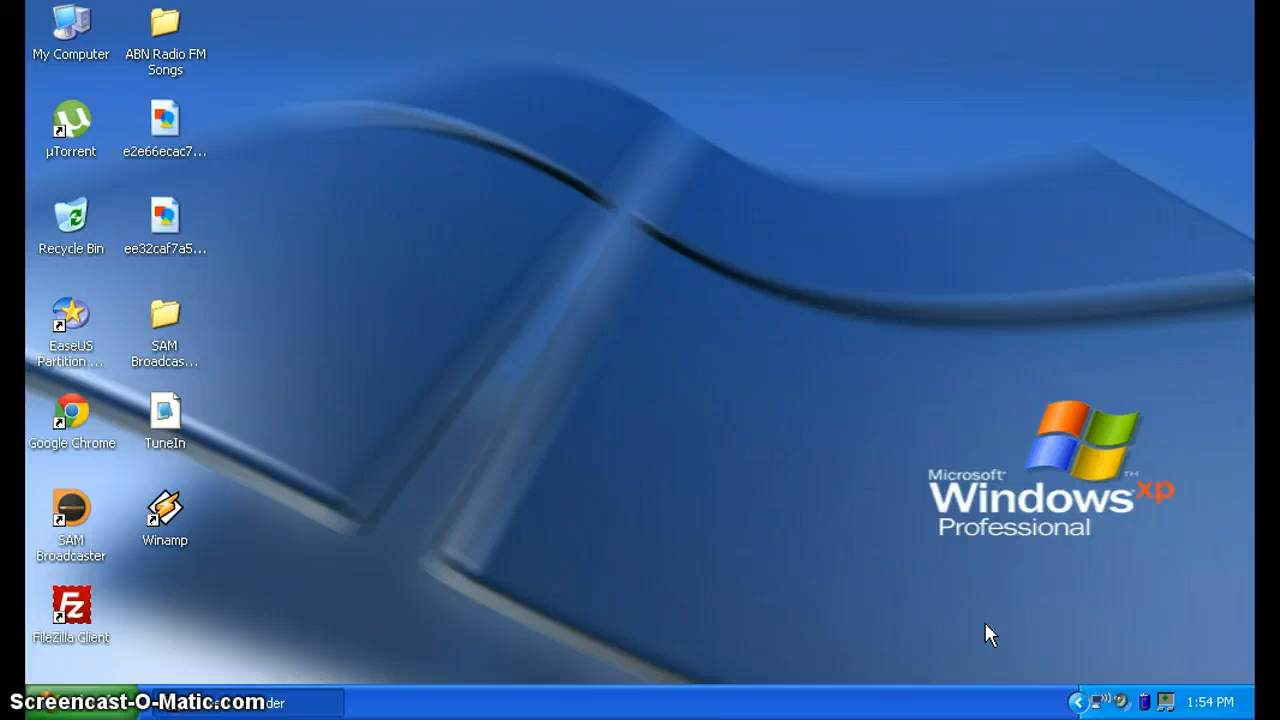 My Computer
ABN Radio FM
Songs
µTorrent
e2e66ecac7...
Recycle Bin
ee32caf7a5...
EaseUS
Partition ...
SAM
Broadcas...
Google Chrome
TuneIn
SAM
Broadcaster
Winamp
FileZilla Client
Microsoft
Windows xp
TM
Professional
Screencast-O-Matic.com
der
1:54 PM